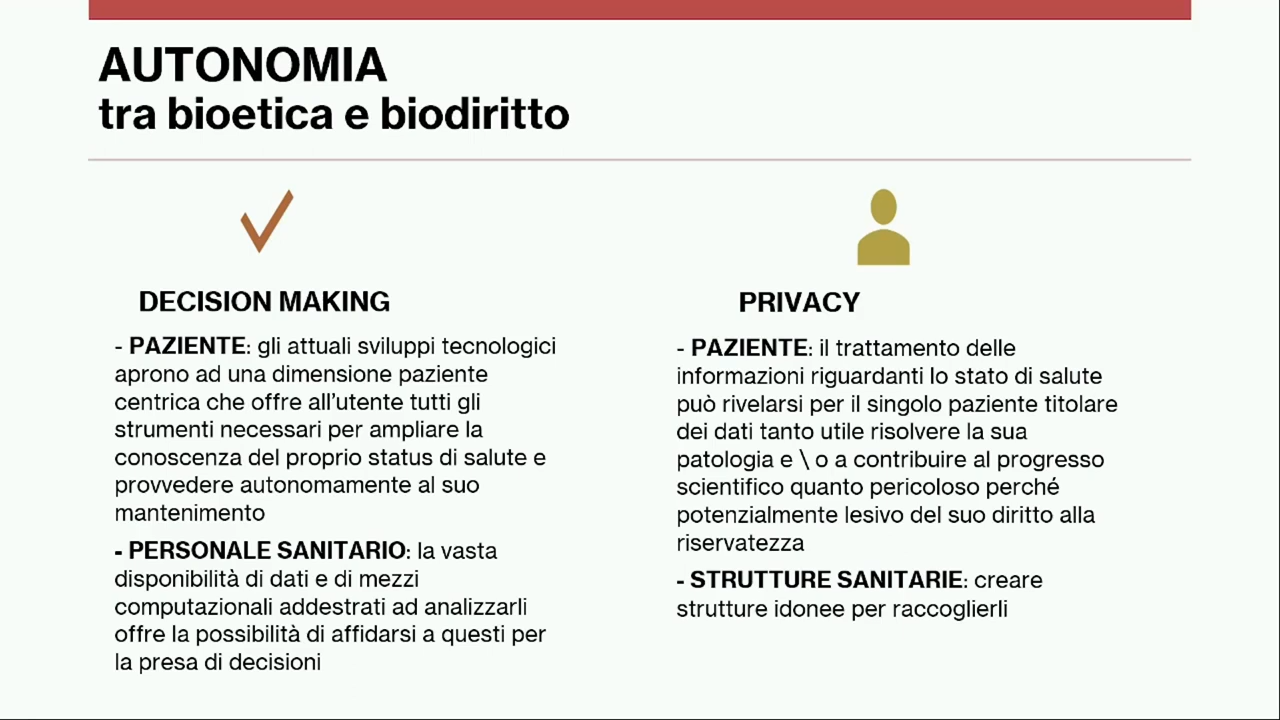 AUTONOMIA
tra bioetica e biodiritto
DECISION MAKING
- PAZIENTE: gli attuali sviluppi tecnologici
aprono ad una dimensione paziente
centrica che offre all'utente tutti gli
strumenti necessari per ampliare la
conoscenza del proprio status di salute e
provvedere autonomamente al suo
mantenimento
- PERSONALE SANITARIO: la vasta
disponibilità di dati e di mezzi
computazionali addestrati ad analizzarli
offre la possibilità di affidarsi a questi per
la presa di decisioni
PRIVACY
- PAZIENTE: il trattamento delle
informazioni riguardanti lo stato di salute
può rivelarsi per il singolo paziente titolare
dei dati tanto utile risolvere la sua
patologia e \ o a contribuire al progresso
scientifico quanto pericoloso perché
potenzialmente lesivo del suo diritto alla
riservatezza
- STRUTTURE SANITARIE: creare
strutture idonee per raccoglierli